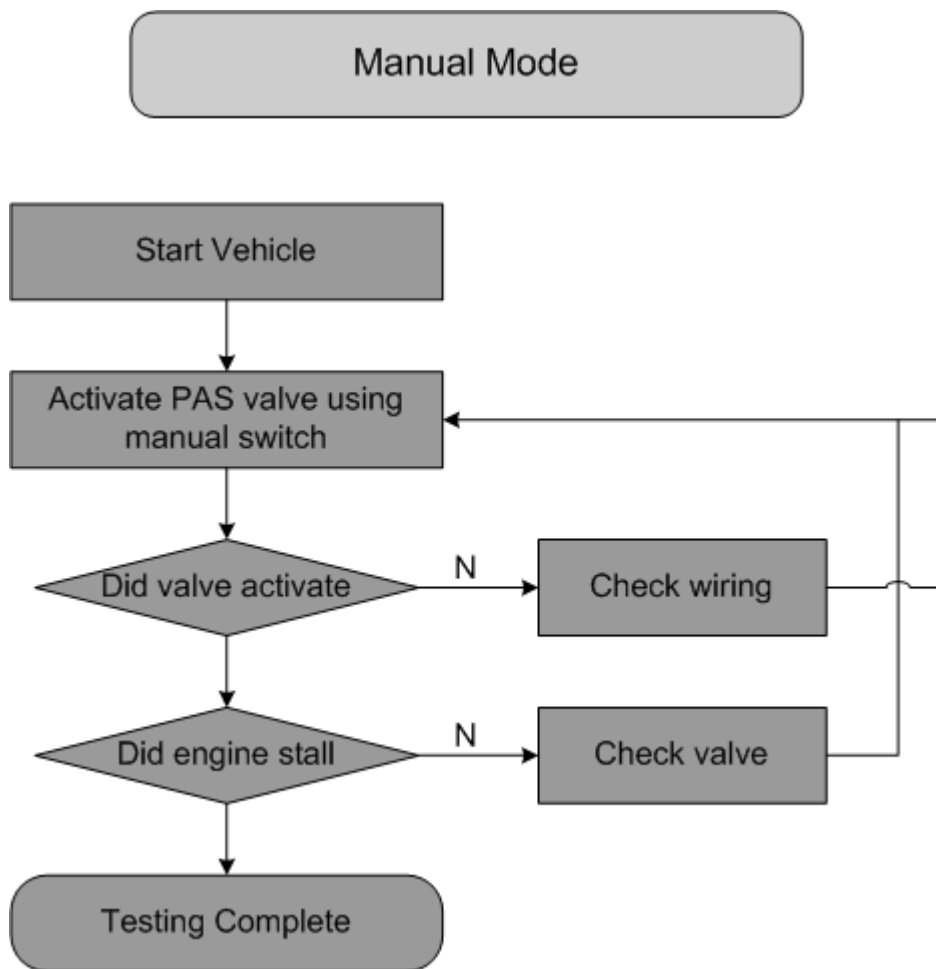 Manual Mode
Start Vehicle
Activate PAS valve using
manual switch
Did valve activate
N
Check wiring
Did engine stall
N
Check valve
Testing Complete